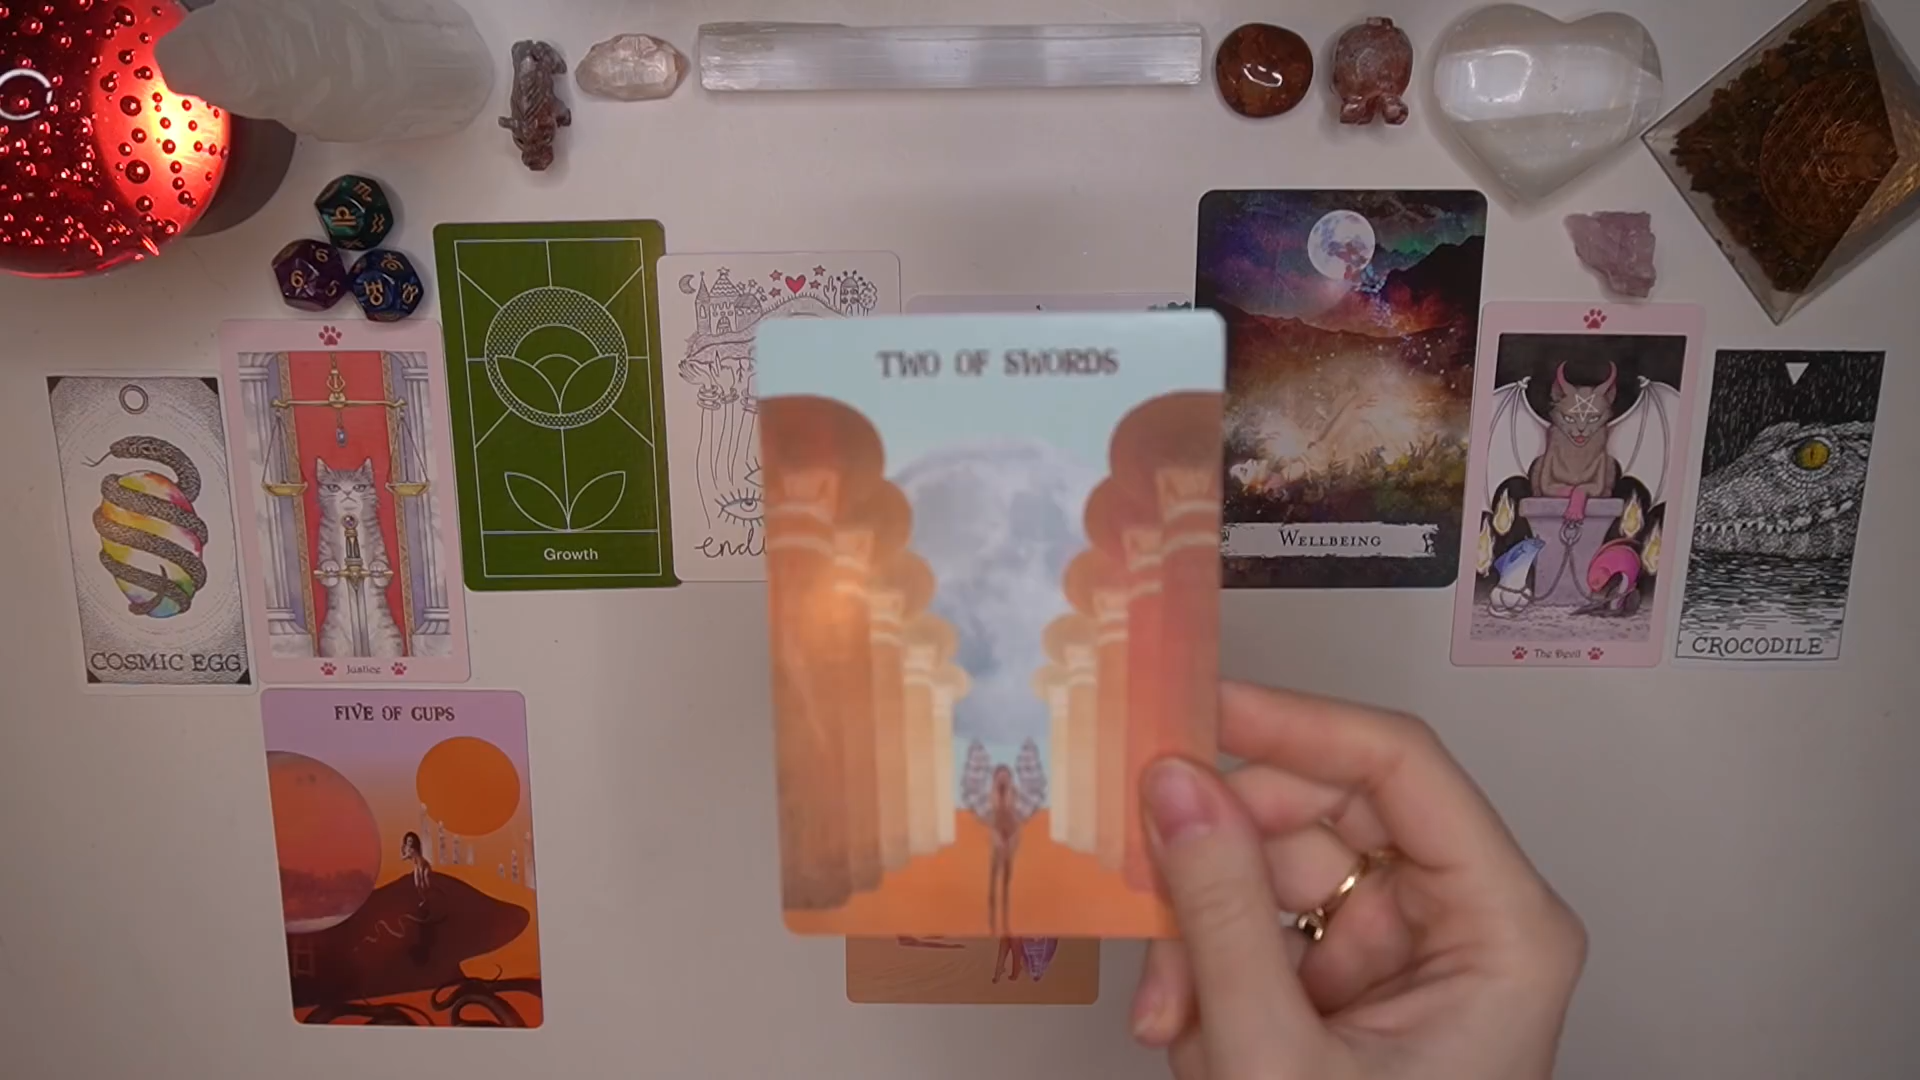 TWO OF SWORDS
Growth
WELLBEING
COSMIC EGG
Justice
The Devil
CROCODILE
FIVE OF CUPS